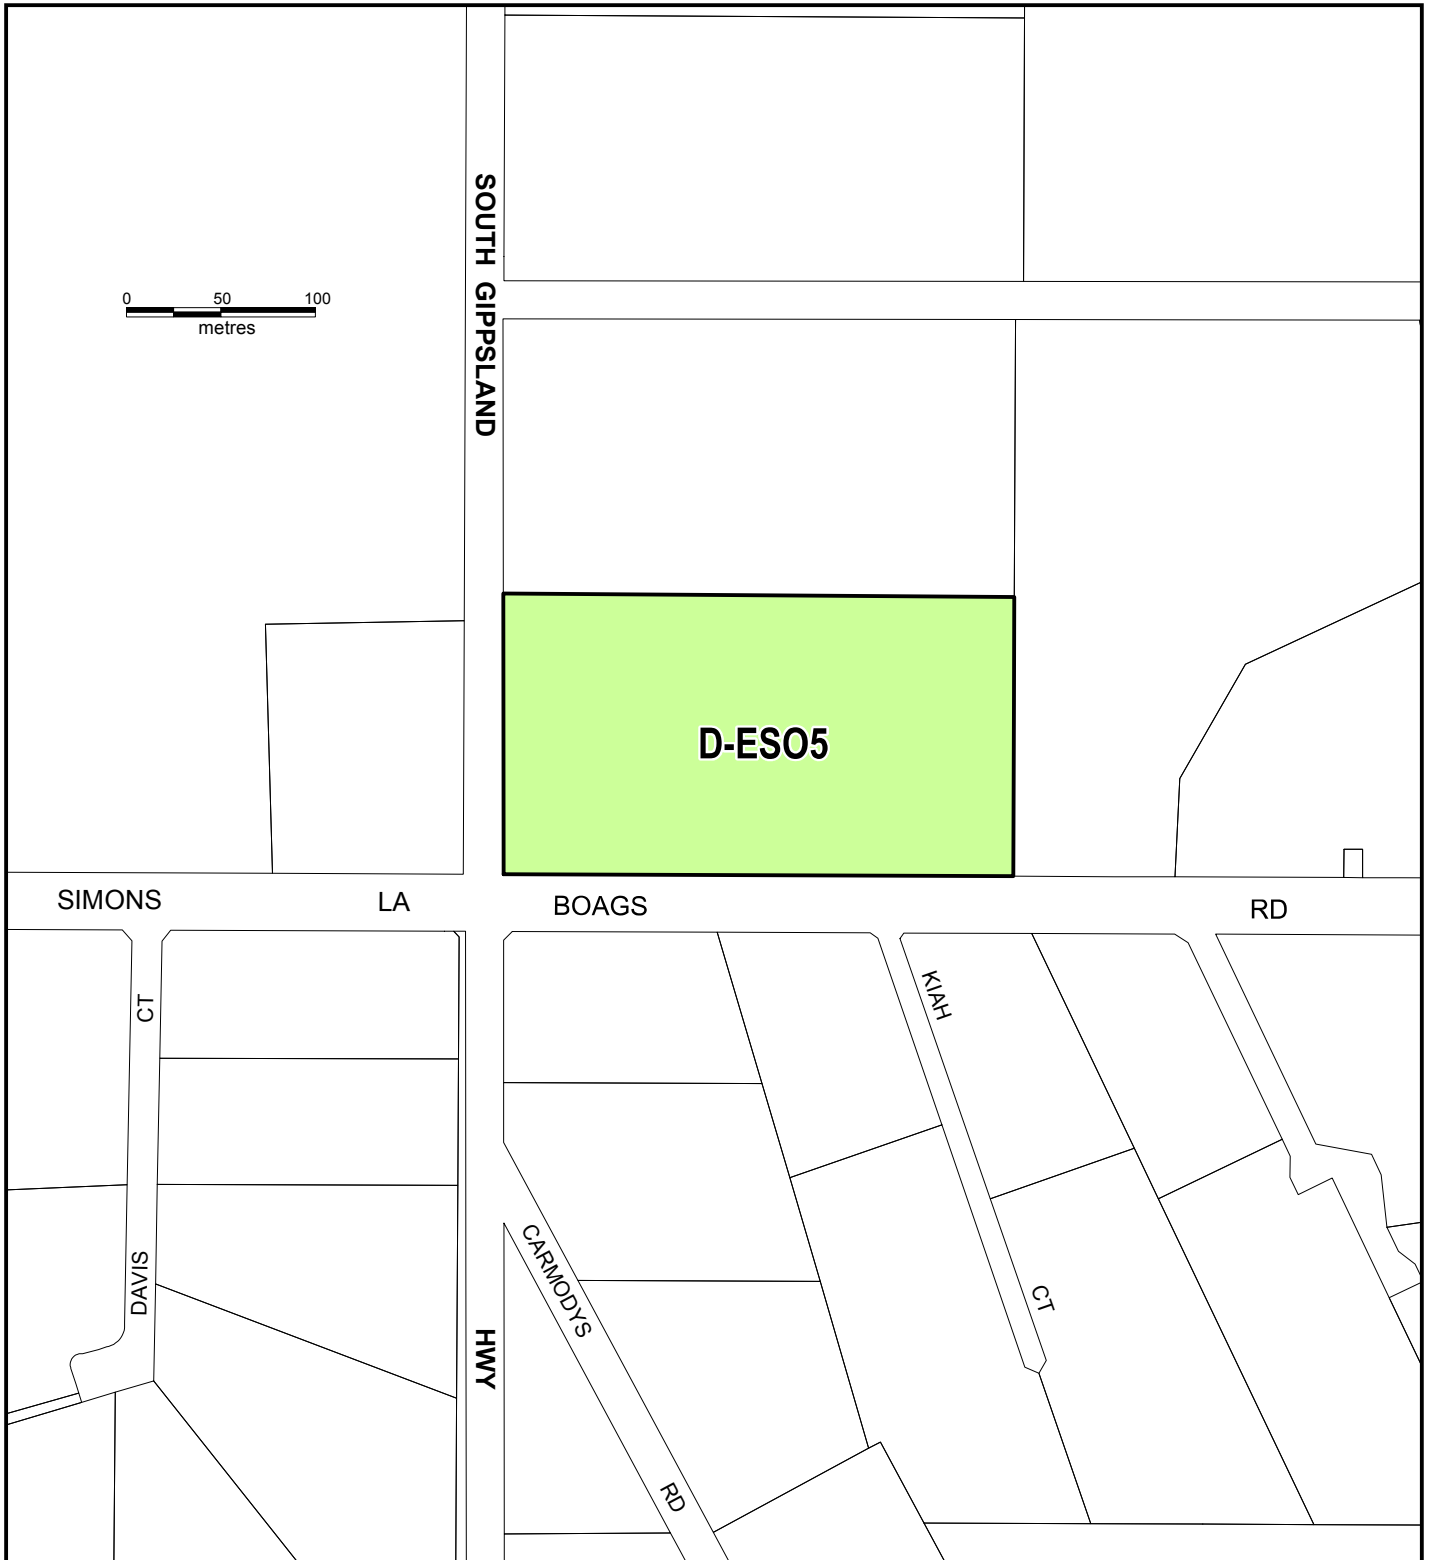 SOUTH GIPPSLAND
0 50 100
metres
D-ESO5
SIMONS LA BOAGS RD
CT
KIAH
DAVIS
CARMODYS
CT
HWY
RD